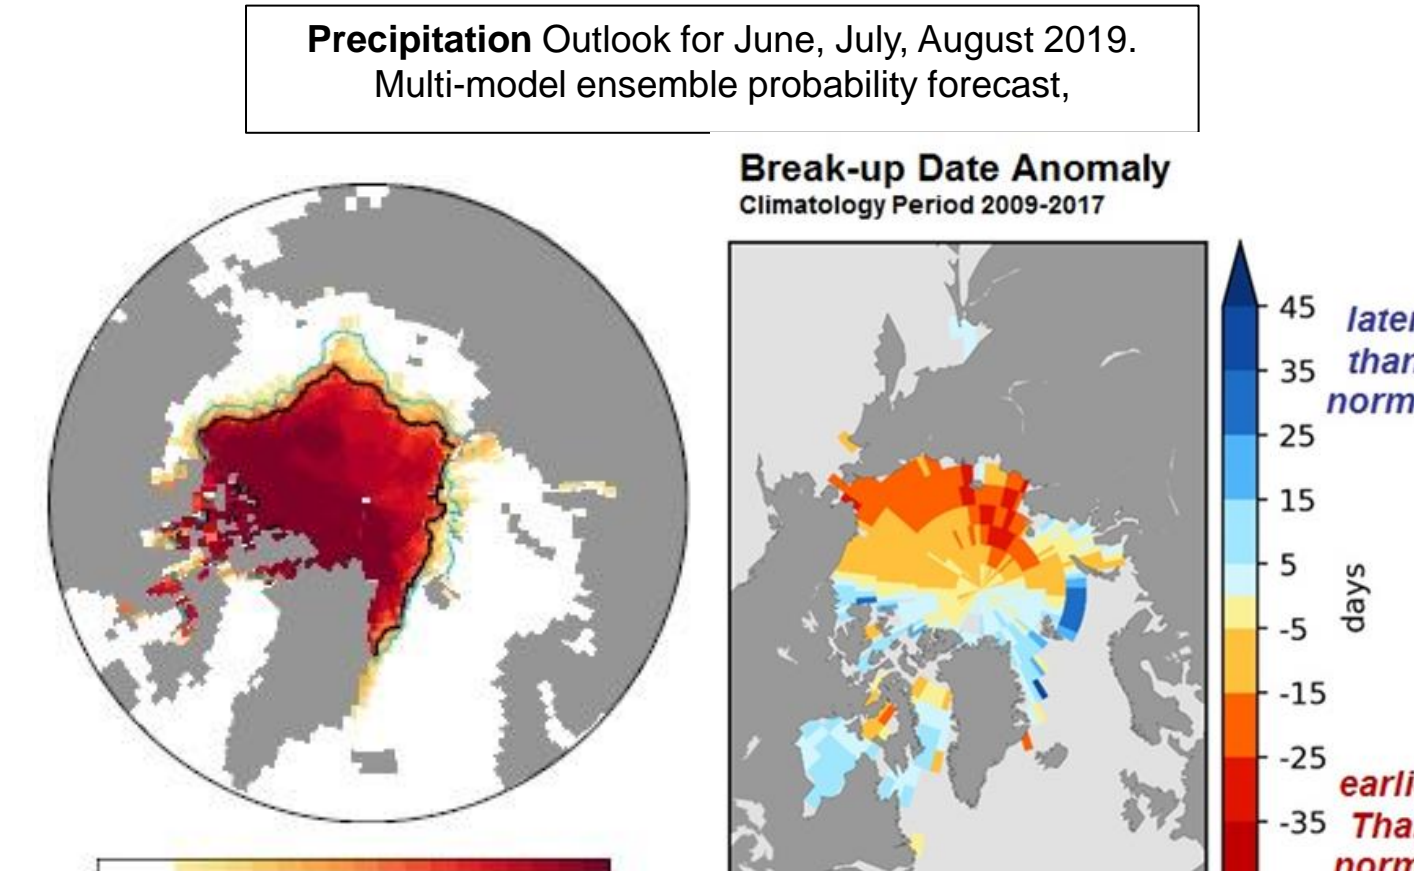 Precipitation Outlook for June, July, August 2019.
Multi-model ensemble probability forecast,
Break-up Date Anomaly
Climatology Period 2009-2017
45
35
25
15
5
-5
-15
-25
-35
days
than